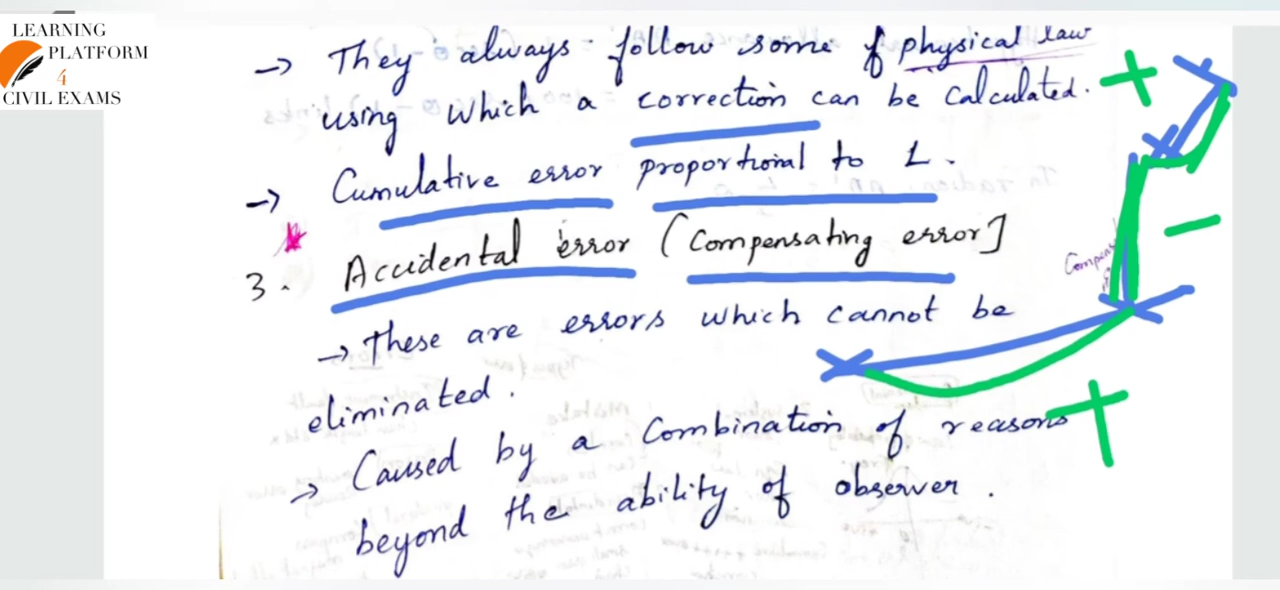 LEARNING
PLATFORM
4
CIVIL EXAMS
→ They always follow some of physical law
using which a correction can be calculated.
→ Cumulative error proportional to L.
3. Accidental error (Compensating error]
→ These are errors which cannot be
eliminated.
→ Caused by a combination of reasons
beyond the ability of observer.
+
-
+